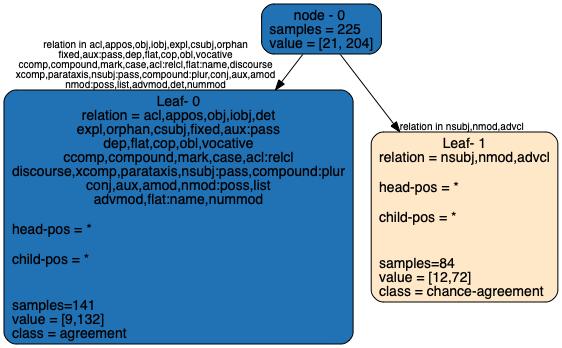 node - 0
samples = 225
value = [21, 204]
relation in acl,appos,obj,iobj,expl,csubj,orphan
fixed,aux:pass,dep,flat,cop,obl,vocative
ccomp,compound,mark,case,acl:relcl,flat:name,discourse
xcomp,parataxis,nsubj:pass,compound:plur,conj,aux,amod
nmod:poss,list,advmod,det,nummod
relation in nsubj,nmod,advcl
Leaf- 0
relation = acl,appos,obj,iobj,det
expl,orphan,csubj,fixed,aux:pass
dep,flat,cop,obl,vocative
ccomp,compound,mark,case,acl:relcl
discourse,xcomp,parataxis,nsubj:pass,compound:plur
conj,aux,amod,nmod:poss,list
advmod,flat:name,nummod
head-pos = *
child-pos = *
samples=141
value = [9,132]
class = agreement
Leaf- 1
relation = nsubj,nmod,advcl
head-pos = *
child-pos = *
samples=84
value = [12,72]
class = chance-agreement